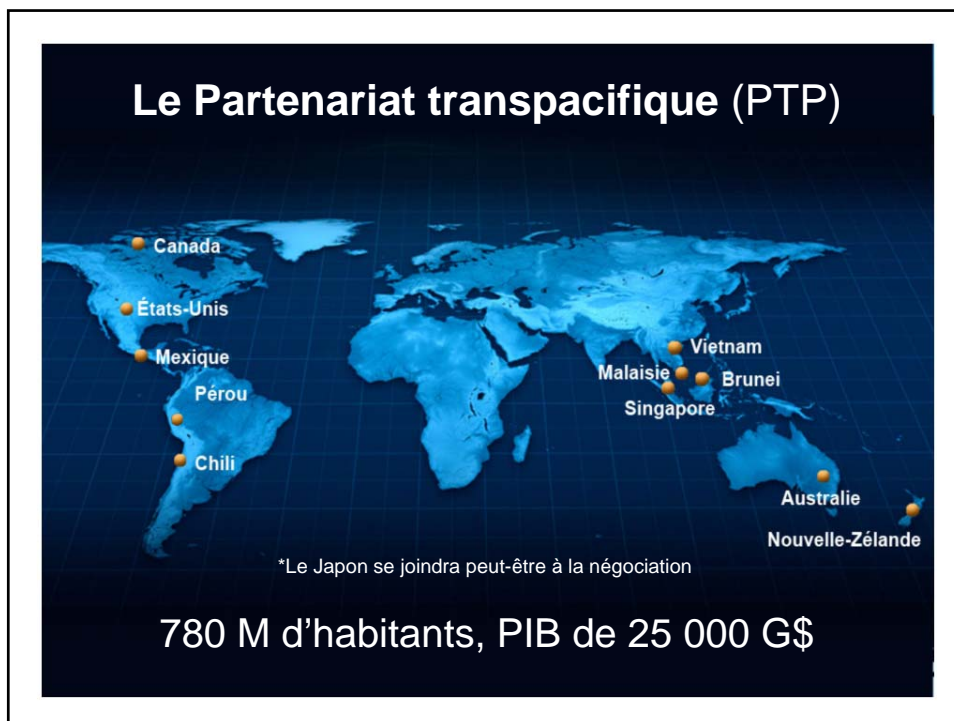 Le Partenariat transpacifique (PTP)
Canada
États-Unis
Mexique
Pérou
Chili
Vietnam
Malaisie
Brunei
Singapore
Australie
Nouvelle-Zélande
*Le Japon se joindra peut-être à la négociation
780 M d'habitants, PIB de 25 000 G$